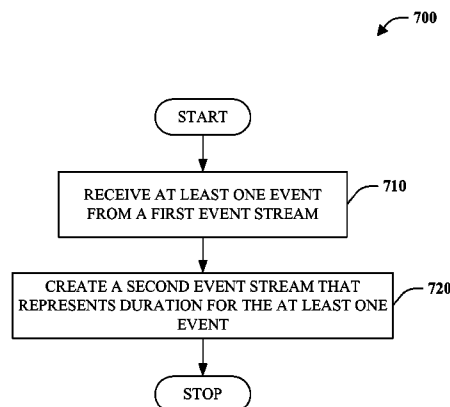 700
START
RECEIVE AT LEAST ONE EVENT
FROM A FIRST EVENT STREAM
710
CREATE A SECOND EVENT STREAM THAT
REPRESENTS DURATION FOR THE AT LEAST ONE
EVENT
720
STOP